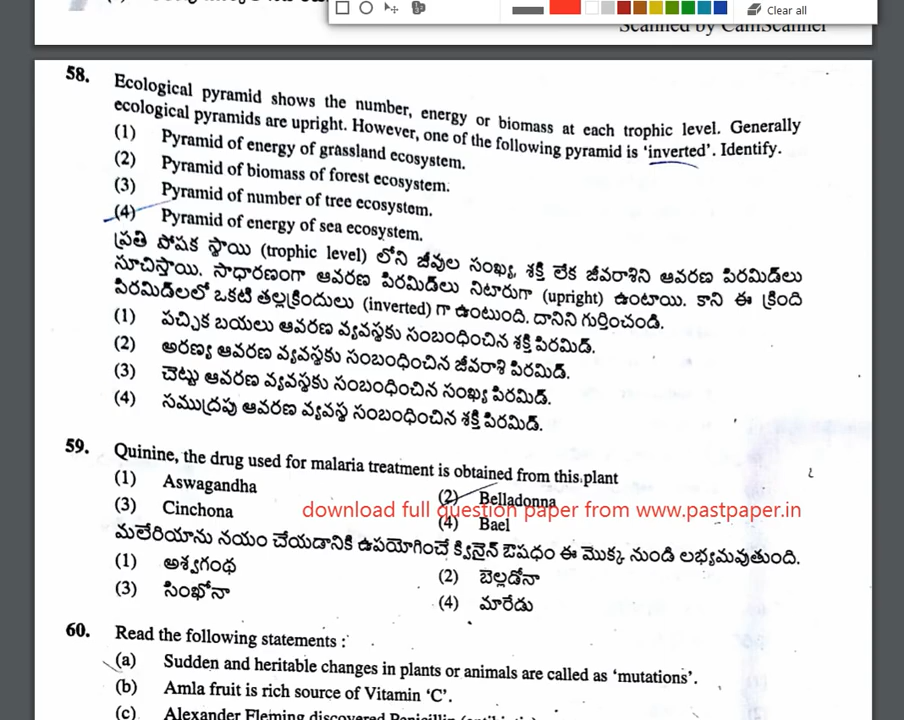 Clear all
Scanned by CamScanner
58. Ecological pyramid shows the number, energy or biomass at each trophic level. Generally
ecological pyramids are upright. However, one of the following pyramid is 'inverted'. Identify.
(1) Pyramid of energy of grassland ecosystem.
(2) Pyramid of biomass of forest ecosystem.
(3) Pyramid of number of tree ecosystem.
(4) Pyramid of energy of sea ecosystem.
ప్రతి పోషక స్థాయి (trophic level) లోని జీవుల సంఖ్య, శక్తి లేక జీవరాశిని ఆవరణ పిరమిడ్‌లు
సూచిస్తాయి. సాధారణంగా ఆవరణ పిరమిడ్‌లు నిటారుగా (upright) ఉంటాయి. కాని ఈ క్రింది
పిరమిడ్‌లలో ఒకటి తల్లక్రిందులు (inverted) గా ఉంటుంది. దానిని గుర్తించండి.
(1) పచ్చిక బయలు ఆవరణ వ్యవస్థకు సంబంధించిన శక్తి పిరమిడ్.
(2) అరణ్య ఆవరణ వ్యవస్థకు సంబంధించిన జీవరాశి పిరమిడ్.
(3) చెట్టు ఆవరణ వ్యవస్థకు సంబంధించిన సంఖ్య పిరమిడ్.
(4) సముద్రపు ఆవరణ వ్యవస్థ సంబంధించిన శక్తి పిరమిడ్.
59. Quinine, the drug used for malaria treatment is obtained from this plant
(1) Aswagandha (2) Belladonna
(3) Cinchona (4) Bael
download full question paper from www.pastpaper.in
మలేరియాను నయం చేయడానికి ఉపయోగించే క్వినైన్ ఔషధం ఈ మొక్క నుండి లభ్యమవుతుంది.
(1) అశ్వగంధ (2) బెల్లడోనా
(3) సింఖోనా (4) మారేడు
60. Read the following statements :
(a) Sudden and heritable changes in plants or animals are called as 'mutations'.
(b) Amla fruit is rich source of Vitamin 'C'.
(c) Alexander Fleming discovered Penicillin